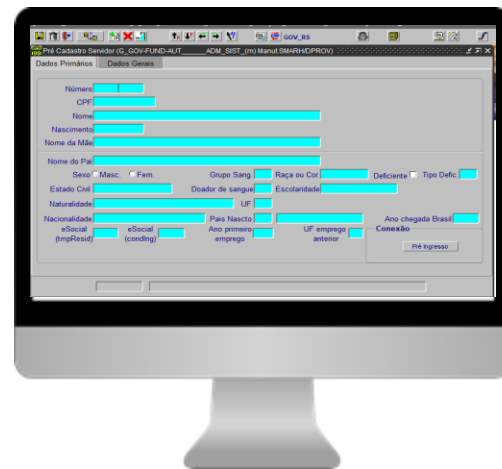 GOV_RS
Pré Cadastro Servidor (G_GOV-FUND-AUT_____ADM_SIST_(m) Manut.SMARH/DPROV)
Dados Primários Dados Gerais
Número
CPF
Nome
Nascimento
Nome da Mãe
Nome do Pai
Sexo Masc. Fem. Grupo Sang. Raça ou Cor Deficiente Tipo Defic.
Estado Civil Doador de sangue Escolaridade
Naturalidade UF
Nacionalidade Pais Nascto Ano chegada Brasil
eSocial (tmpResid) eSocial (conding) Ano primeiro emprego UF emprego anterior Conexão
Pré Ingresso